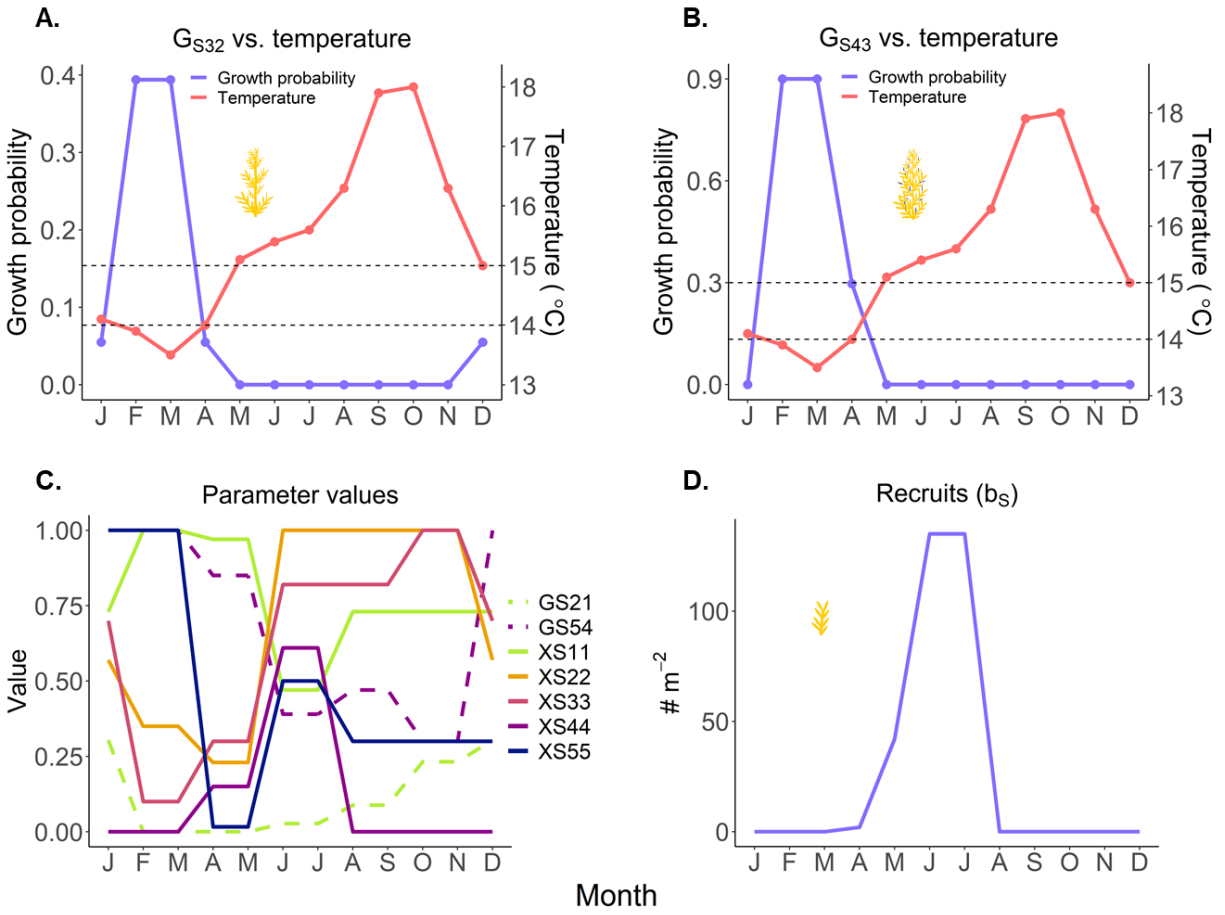 A.
G_S32 vs. temperature
Growth probability
Temperature
0.4
0.3
0.2
0.1
0.0
Growth probability
18
17
16
15
14
13
Temperature ( °C)
J F M A M J J A S O N D
B.
G_S43 vs. temperature
Growth probability
Temperature
0.9
0.6
0.3
0.0
Growth probability
18
17
16
15
14
13
Temperature ( °C)
J F M A M J J A S O N D
C.
Parameter values
1.00
0.75
0.50
0.25
0.00
Value
GS21
GS54
XS11
XS22
XS33
XS44
XS55
J F M A M J J A S O N D
D.
Recruits (b_S)
100
50
0
# m⁻²
J F M A M J J A S O N D
Month